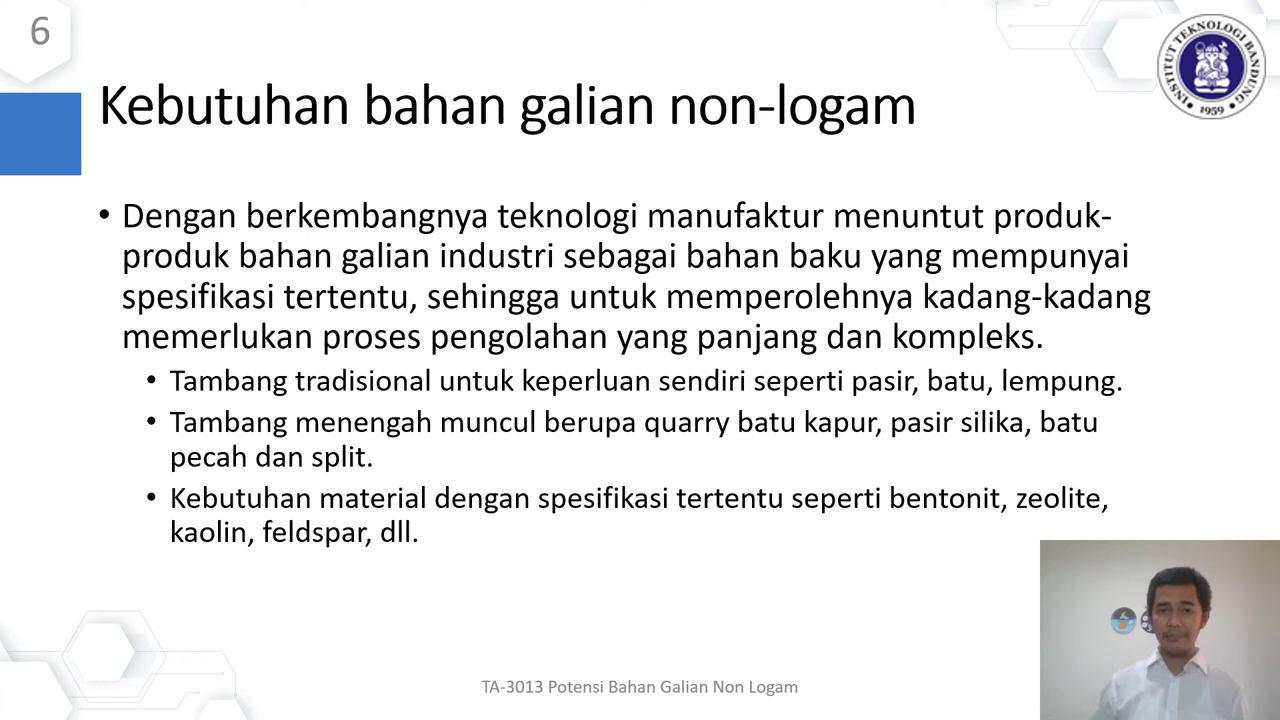 6
INSTITUT TEKNOLOGI BANDUNG
1959
Kebutuhan bahan galian non-logam
• Dengan berkembangnya teknologi manufaktur menuntut produk-
produk bahan galian industri sebagai bahan baku yang mempunyai
spesifikasi tertentu, sehingga untuk memperolehnya kadang-kadang
memerlukan proses pengolahan yang panjang dan kompleks.
• Tambang tradisional untuk keperluan sendiri seperti pasir, batu, lempung.
• Tambang menengah muncul berupa quarry batu kapur, pasir silika, batu
pecah dan split.
• Kebutuhan material dengan spesifikasi tertentu seperti bentonit, zeolite,
kaolin, feldspar, dll.
TA-3013 Potensi Bahan Galian Non Logam